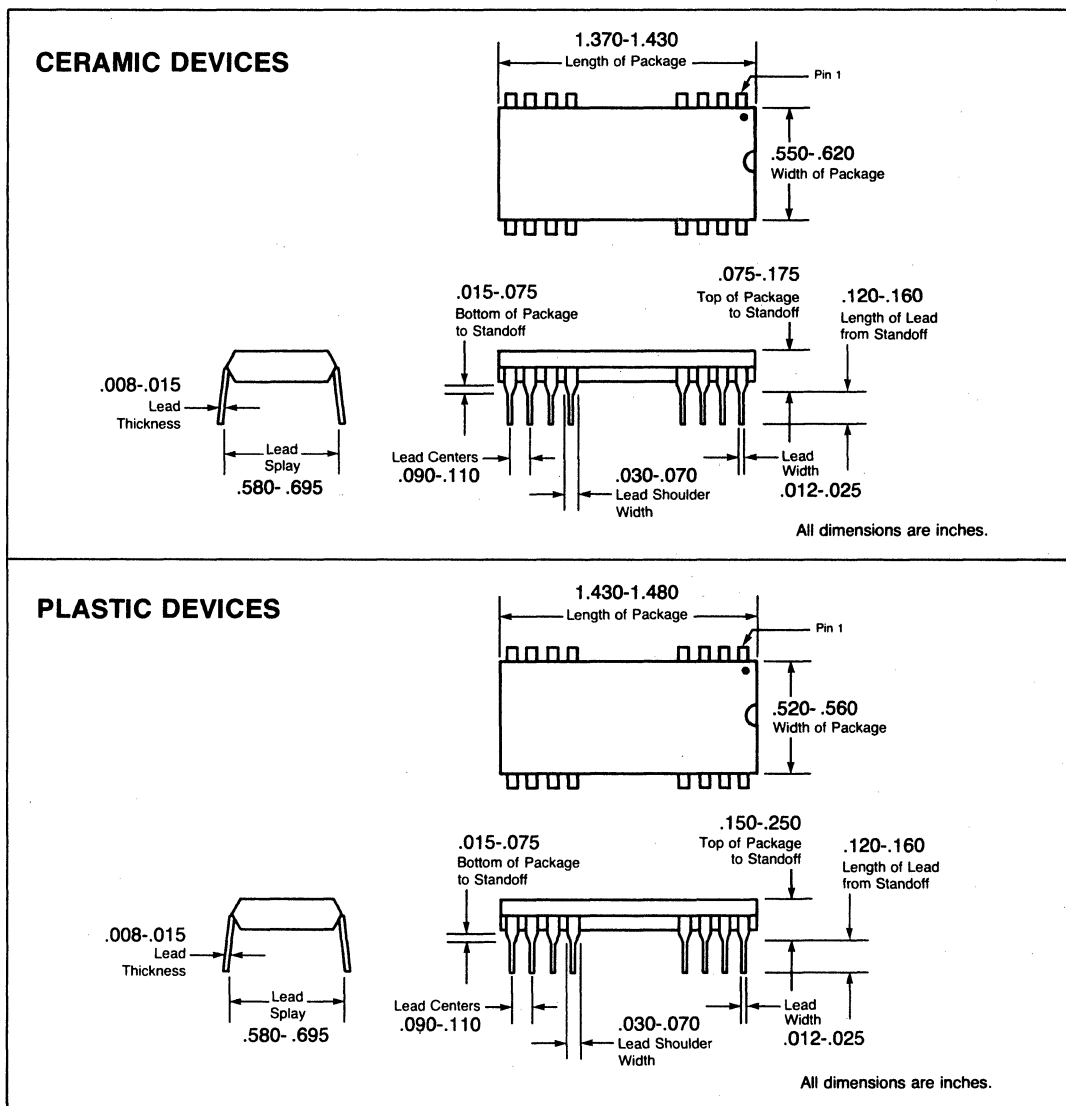 CERAMIC DEVICES
1.370-1.430
Length of Package
Pin 1
.550-.620
Width of Package
.015-.075
Bottom of Package
to Standoff
.075-.175
Top of Package
to Standoff
.120-.160
Length of Lead
from Standoff
.008-.015
Lead
Thickness
Lead
Splay
.580-.695
Lead Centers
.090-.110
.030-.070
Lead Shoulder
Width
Lead
Width
.012-.025
All dimensions are inches.
PLASTIC DEVICES
1.430-1.480
Length of Package
Pin 1
.520-.560
Width of Package
.015-.075
Bottom of Package
to Standoff
.150-.250
Top of Package
to Standoff
.120-.160
Length of Lead
from Standoff
.008-.015
Lead
Thickness
Lead
Splay
.580-.695
Lead Centers
.090-.110
.030-.070
Lead Shoulder
Width
Lead
Width
.012-.025
All dimensions are inches.